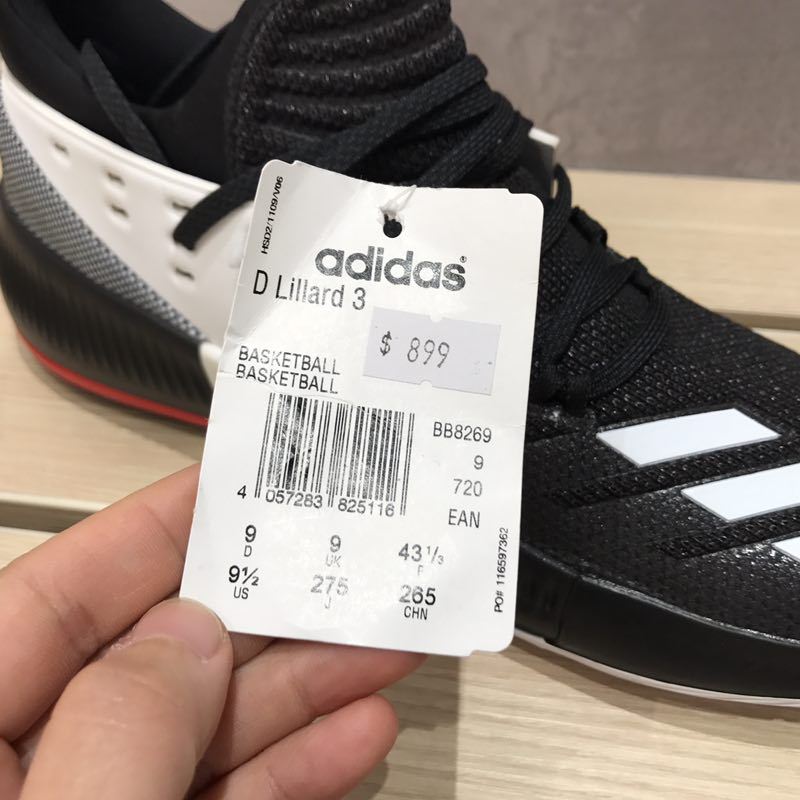 HSD2/1109/V06
adidas®
D Lillard 3
$ 899
BASKETBALL
BASKETBALL
BB8269
9
720
EAN
4 057283 825116
9 9 43 1/3
D UK F
9½ 275 265
US J CHN
PO# 116597362